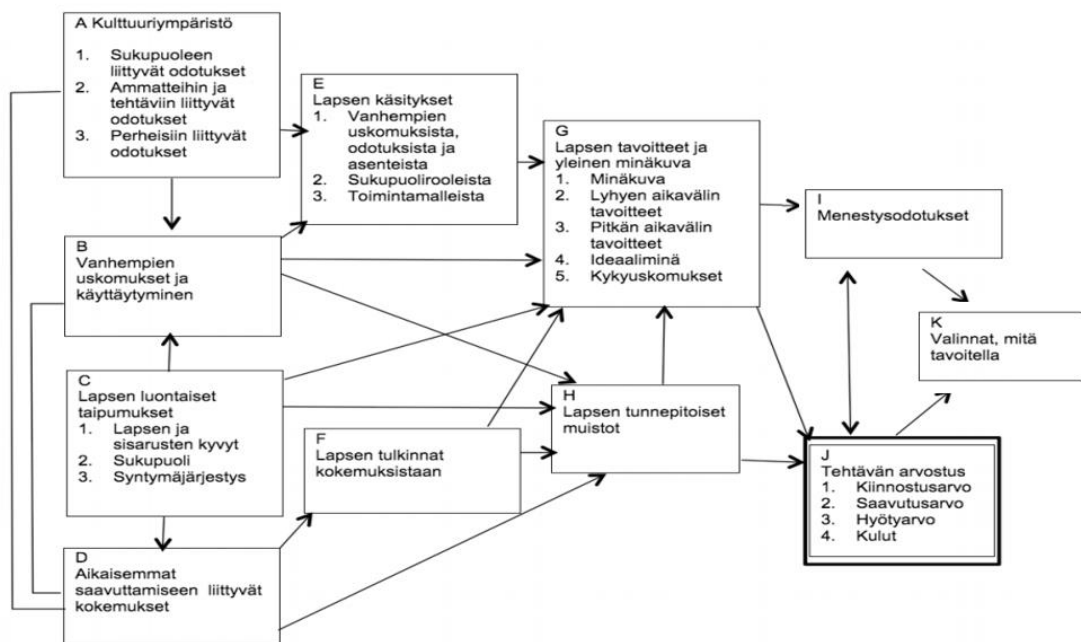 A Kulttuuriympäristö
1. Sukupuoleen
liittyvät odotukset
2. Ammatteihin ja
tehtäviin liittyvät
odotukset
3. Perheisiin liittyvät
odotukset
B
Vanhempien
uskomukset ja
käyttäytyminen
C
Lapsen luontaiset
taipumukset
1. Lapsen ja
sisarusten kyvyt
2. Sukupuoli
3. Syntymäjärjestys
D
Aikaisemmat
saavuttamiseen liittyvät
kokemukset
E
Lapsen käsitykset
1. Vanhempien
uskomuksista,
odotuksista ja
asenteista
2. Sukupuolirooleista
3. Toimintamalleista
F
Lapsen tulkinnat
kokemuksistaan
G
Lapsen tavoitteet ja
yleinen minäkuva
1. Minäkuva
2. Lyhyen aikavälin
tavoitteet
3. Pitkän aikavälin
tavoitteet
4. Ideaaliminä
5. Kykyuskomukset
H
Lapsen tunnepitoiset
muistot
I
Menestysodotukset
J
Tehtävän arvostus
1. Kiinnostusarvo
2. Saavutusarvo
3. Hyötyarvo
4. Kulut
K
Valinnat, mitä
tavoitella